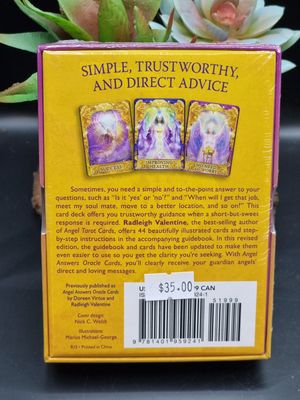 SIMPLE, TRUSTWORTHY,
AND DIRECT ADVICE
SUCCESS
IMPROVING
HEALTH
Sometimes, you need a simple and to-the-point answer to your
questions, such as "Is it 'yes' or 'no'?" and "When will I get that job,
meet my soul mate, move to a better location, and so on?" This
card deck offers you trustworthy guidance when a short-but-sweet
response is required. Radleigh Valentine, the best-selling author
of Angel Tarot Cards, offers 44 beautifully illustrated cards and step-
by-step instructions in the accompanying guidebook. In this revised
edition, the guidebook and cards have been updated to make them
even easier to use so you get the clarity you're seeking. With Angel
Answers Oracle Cards, you'll clearly receive your guardian angels'
direct and loving messages.
Previously published as
Angel Answers Oracle Cards
by Doreen Virtue and
Radleigh Valentine
Cover design:
Nick C. Welch
Illustrations:
Marius Michael-George
Printed in China
US
$35.00
9 CAN
IS
924-1
51999
9 781401 959241